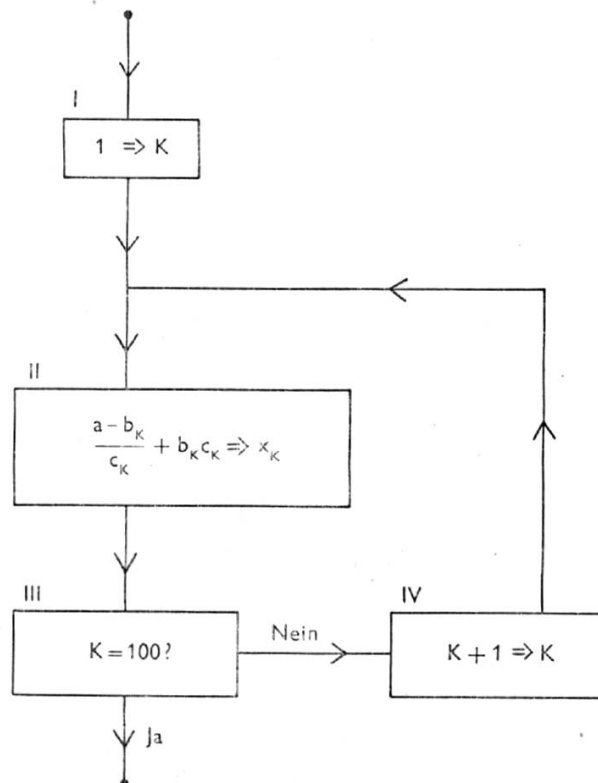 I
1 ⇒ K
II
a − b_K / c_K + b_K c_K ⇒ x_K
III
K = 100?
Nein
IV
K + 1 ⇒ K
Ja